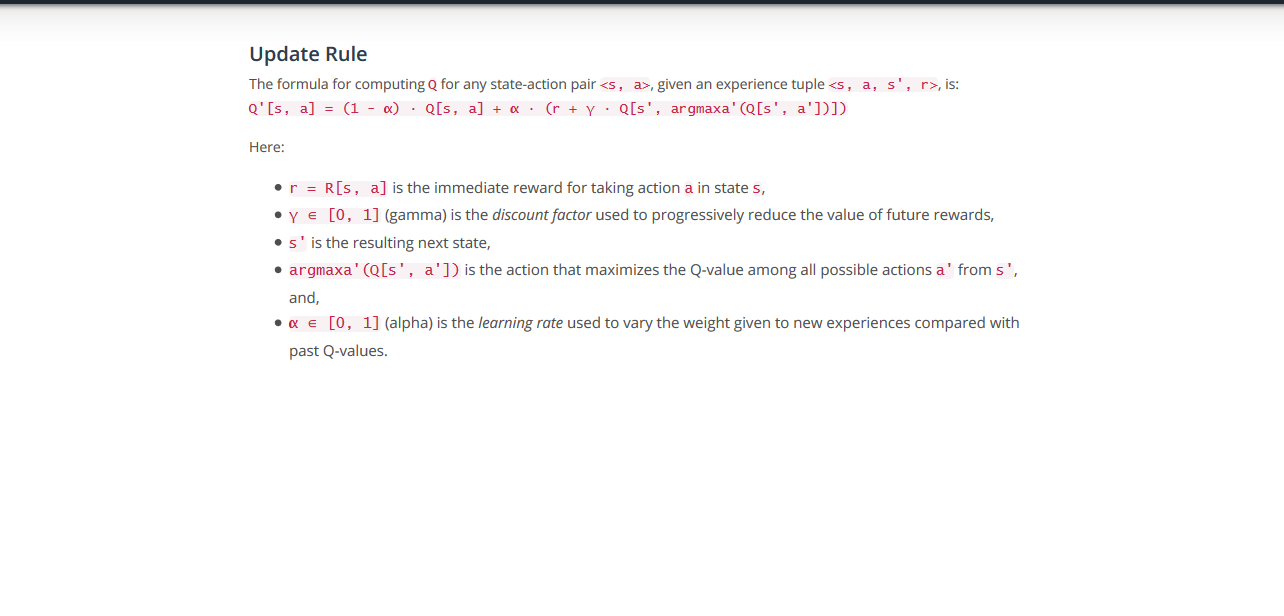 Update Rule
The formula for computing Q for any state-action pair <s, a>, given an experience tuple <s, a, s', r>, is:
Q'[s, a] = (1 - α) · Q[s, a] + α · (r + γ · Q[s', argmaxa'(Q[s', a'])])
Here:
• r = R[s, a] is the immediate reward for taking action a in state s,
• γ ∈ [0, 1] (gamma) is the discount factor used to progressively reduce the value of future rewards,
• s' is the resulting next state,
• argmaxa'(Q[s', a']) is the action that maximizes the Q-value among all possible actions a' from s',
and,
• α ∈ [0, 1] (alpha) is the learning rate used to vary the weight given to new experiences compared with
past Q-values.